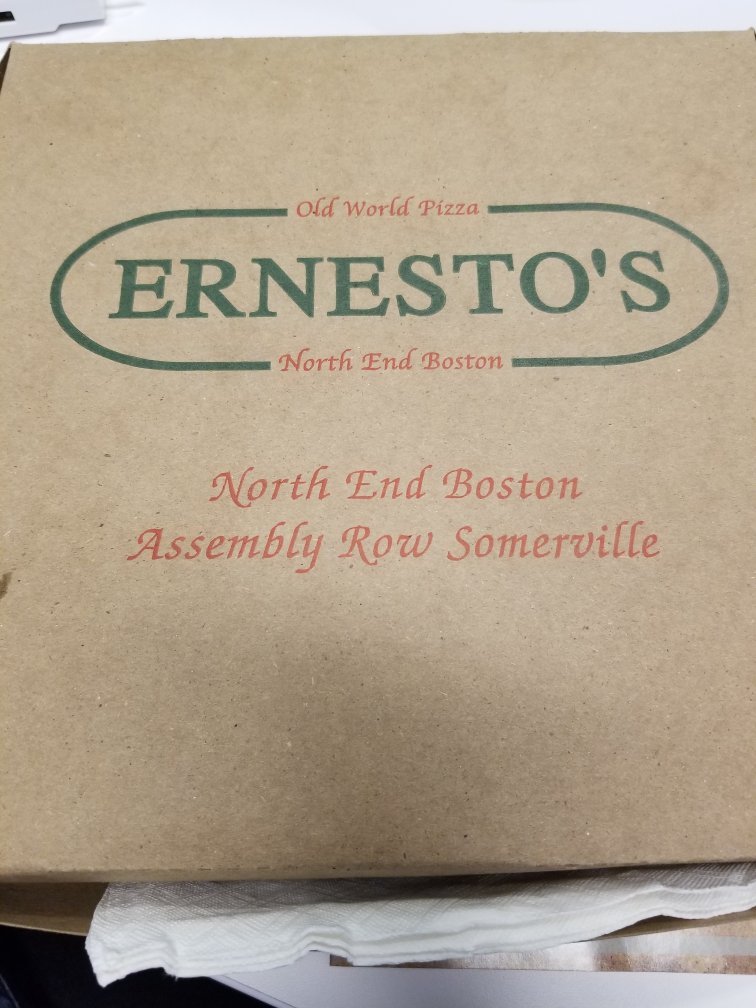 Old World Pizza
ERNESTO'S
North End Boston
North End Boston
Assembly Row Somerville